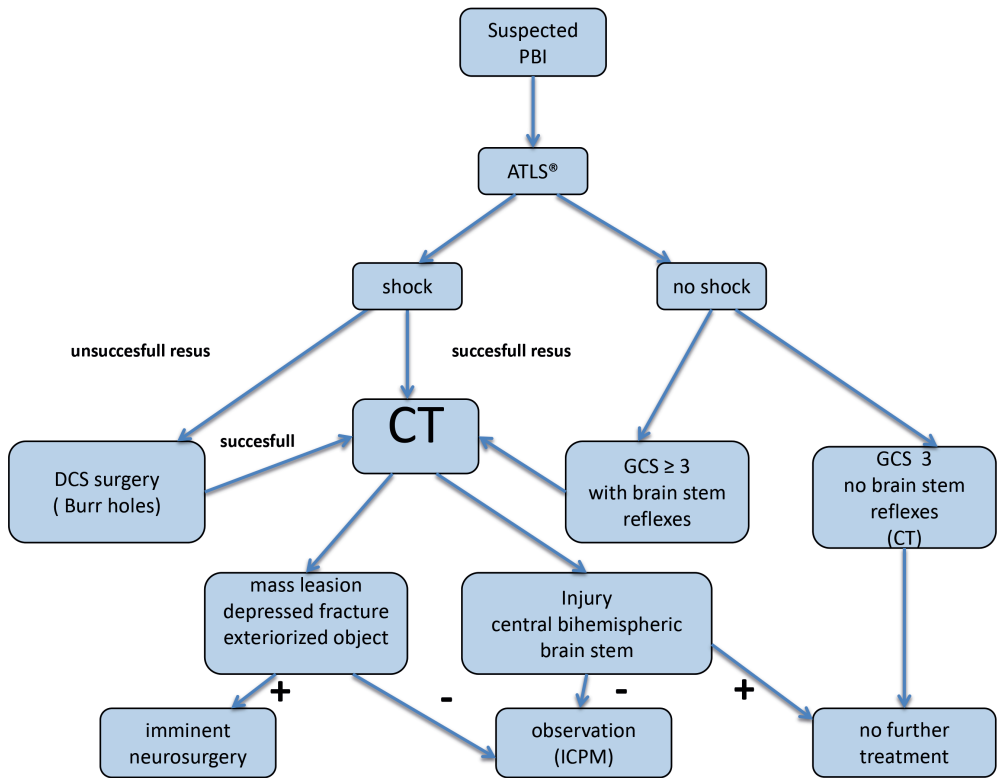 Suspected
PBI
ATLS®
shock
no shock
unsuccesfull resus
succesfull resus
CT
succesfull
DCS surgery
( Burr holes)
GCS ≥ 3
with brain stem
reflexes
GCS 3
no brain stem
reflexes
(CT)
mass leasion
depressed fracture
exteriorized object
Injury
central bihemispheric
brain stem
+
-
-
+
imminent
neurosurgery
observation
(ICPM)
no further
treatment